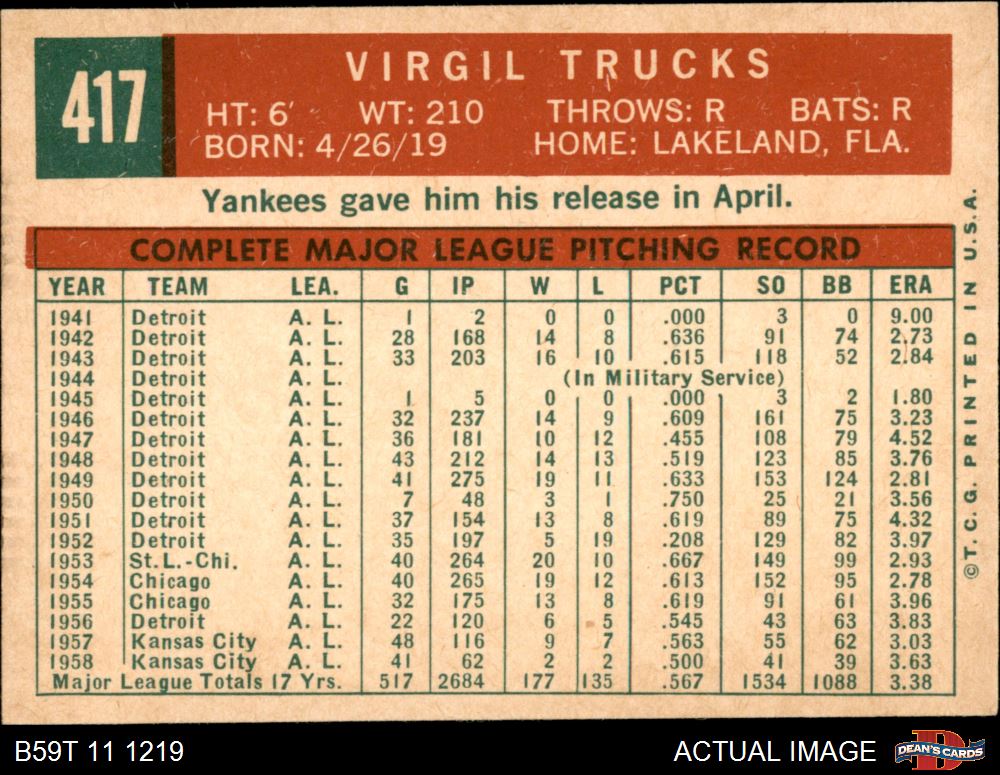 417
VIRGIL TRUCKS
HT: 6' WT: 210 THROWS: R BATS: R
BORN: 4/26/19 HOME: LAKELAND, FLA.
Yankees gave him his release in April.
COMPLETE MAJOR LEAGUE PITCHING RECORD
YEAR TEAM LEA. G IP W L PCT SO BB ERA
1941 Detroit A. L. 1 2 0 0 .000 3 0 9.00
1942 Detroit A. L. 28 168 14 8 .636 91 74 2.73
1943 Detroit A. L. 33 203 16 10 .615 118 52 2.84
1944 Detroit A. L. (In Military Service)
1945 Detroit A. L. 1 5 0 0 .000 3 2 1.80
1946 Detroit A. L. 32 237 14 9 .609 161 75 3.23
1947 Detroit A. L. 36 181 10 12 .455 108 79 4.52
1948 Detroit A. L. 43 212 14 13 .519 123 85 3.76
1949 Detroit A. L. 41 275 19 11 .633 153 124 2.81
1950 Detroit A. L. 7 48 3 1 .750 25 21 3.56
1951 Detroit A. L. 37 154 13 8 .619 89 75 4.32
1952 Detroit A. L. 35 197 5 19 .208 129 82 3.97
1953 St. L.-Chi. A. L. 40 264 20 10 .667 149 99 2.93
1954 Chicago A. L. 40 265 19 12 .613 152 95 2.78
1955 Chicago A. L. 32 175 13 8 .619 91 61 3.96
1956 Detroit A. L. 22 120 6 5 .545 43 63 3.83
1957 Kansas City A. L. 48 116 9 7 .563 55 62 3.03
1958 Kansas City A. L. 41 62 2 2 .500 41 39 3.63
Major League Totals 17 Yrs. 517 2684 177 135 .567 1534 1088 3.38
©T. C. G. PRINTED IN U.S.A.
B59T 11 1219 ACTUAL IMAGE DEAN'S CARDS